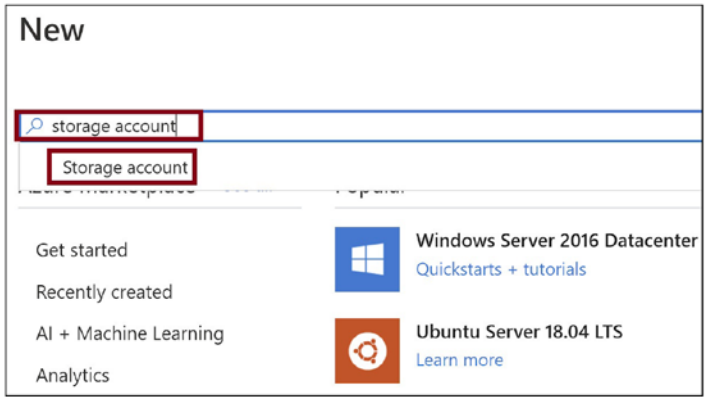 New
storage account
Storage account
Get started
Recently created
AI + Machine Learning
Analytics
Windows Server 2016 Datacenter
Quickstarts + tutorials
Ubuntu Server 18.04 LTS
Learn more